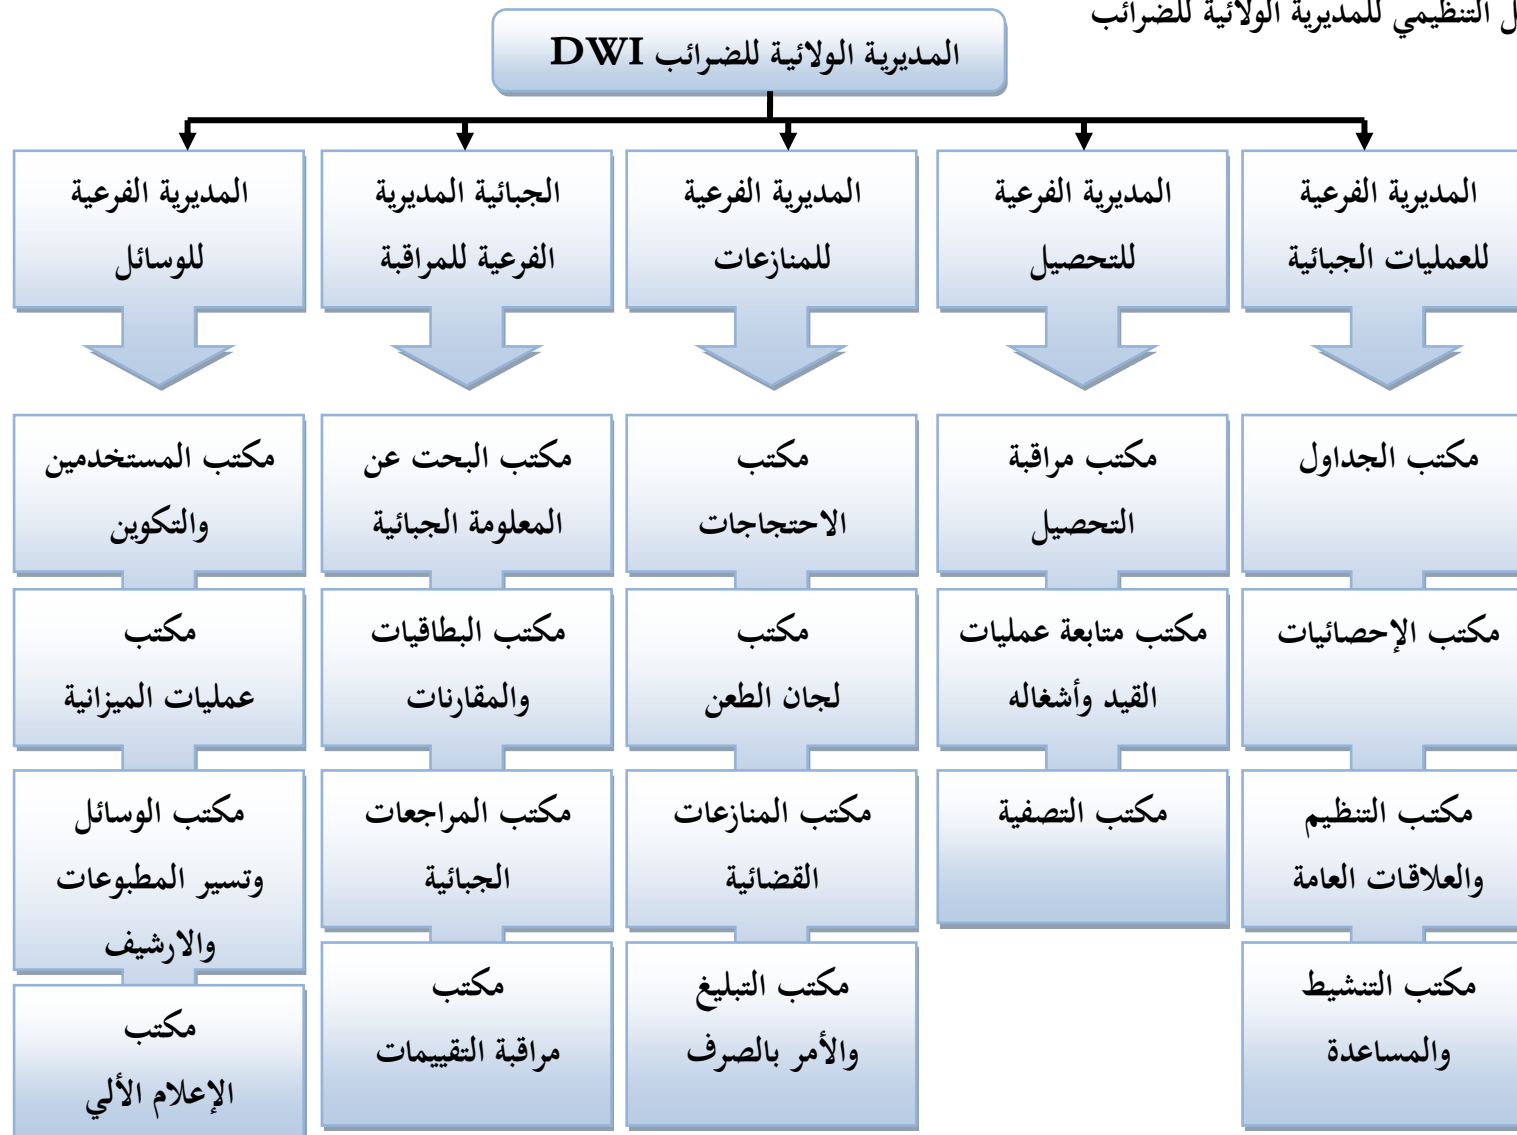 التنظيمي للمديرية الولائية للضرائب
المديرية الولائية للضرائب DWI
المديرية الفرعية
للعمليات الجبائية
المديرية الفرعية
للتحصيل
المديرية الفرعية
للمنازعات
الجبائية المديرية
الفرعية للمراقبة
المديرية الفرعية
للوسائل
مكتب الجداول
مكتب مراقبة
التحصيل
مكتب
الاحتجاجات
مكتب البحت عن
المعلومة الجبائية
مكتب المستخدمين
والتكوين
مكتب الإحصائيات
مكتب متابعة عمليات
القيد وأشغاله
مكتب
لجان الطعن
مكتب البطاقيات
والمقارنات
مكتب
عمليات الميزانية
مكتب التنظيم
والعلاقات العامة
مكتب التصفية
مكتب المنازعات
القضائية
مكتب المراجعات
الجبائية
مكتب الوسائل
وتسير المطبوعات
والارشيف
مكتب التنشيط
والمساعدة
مكتب التبليغ
والأمر بالصرف
مكتب
مراقبة التقييمات
مكتب
الإعلام الألي